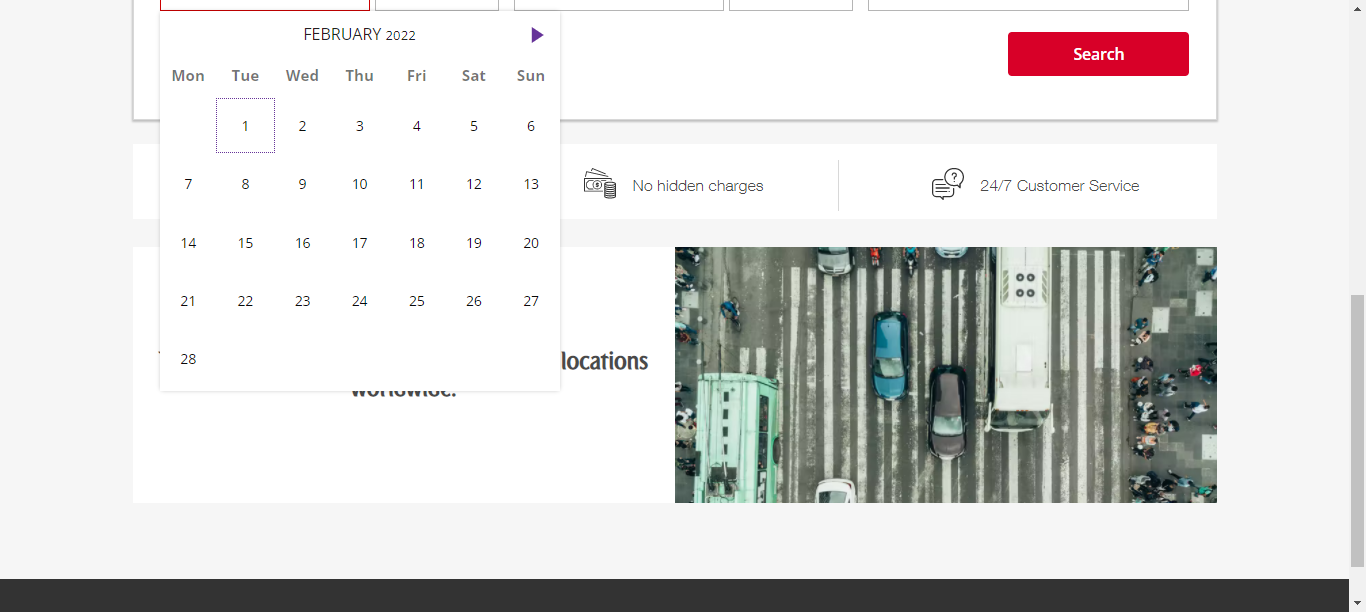 FEBRUARY 2022
Mon Tue Wed Thu Fri Sat Sun
1 2 3 4 5 6
7 8 9 10 11 12 13
14 15 16 17 18 19 20
21 22 23 24 25 26 27
28
Search
No hidden charges
24/7 Customer Service
locations
worldwide.